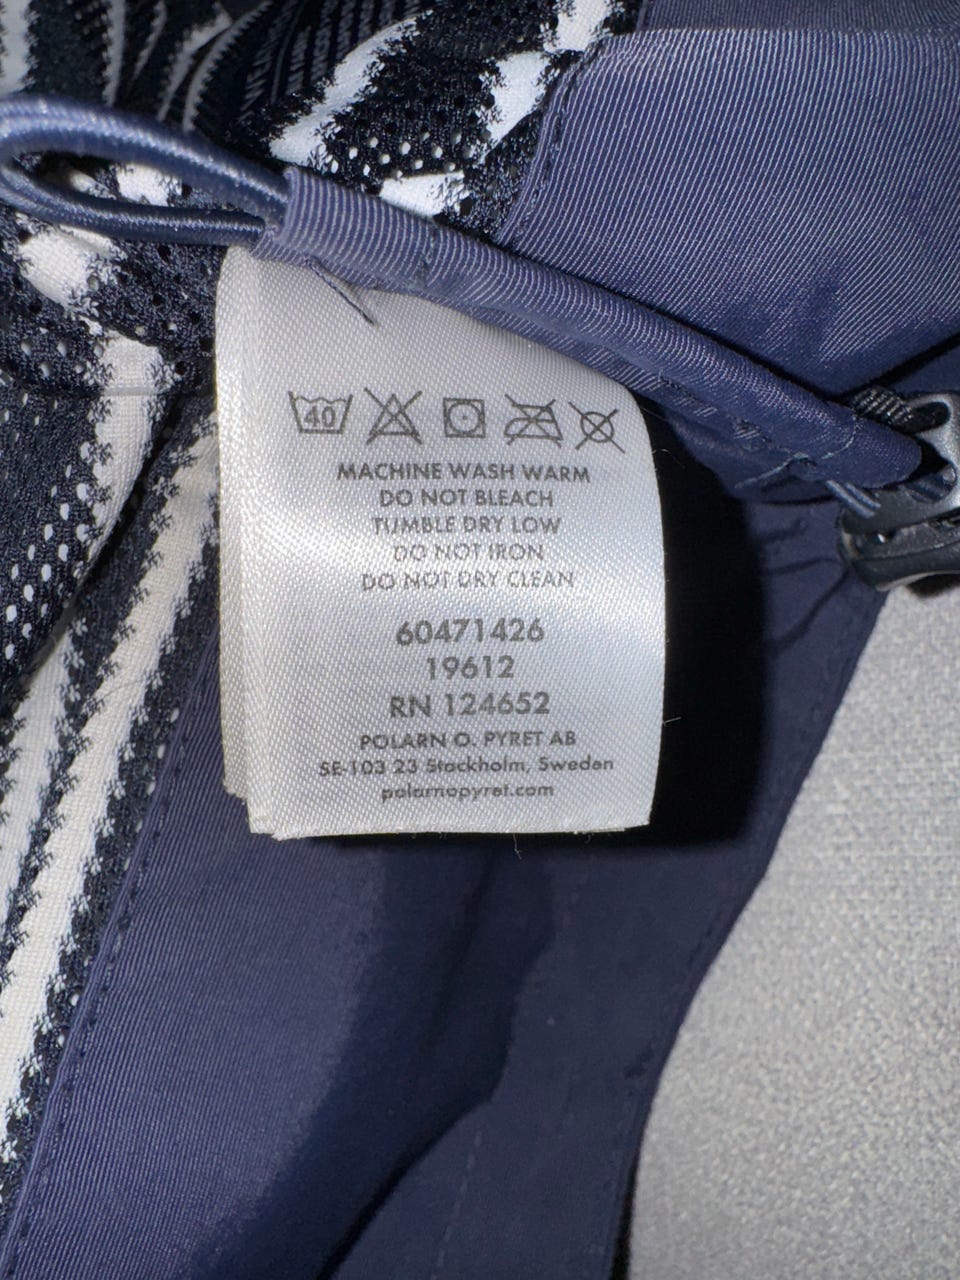 40
MACHINE WASH WARM
DO NOT BLEACH
TUMBLE DRY LOW
DO NOT IRON
DO NOT DRY CLEAN
60471426
19612
RN 124652
POLARN O. PYRET AB
SE-103 23 Stockholm, Sweden
polarnopyret.com